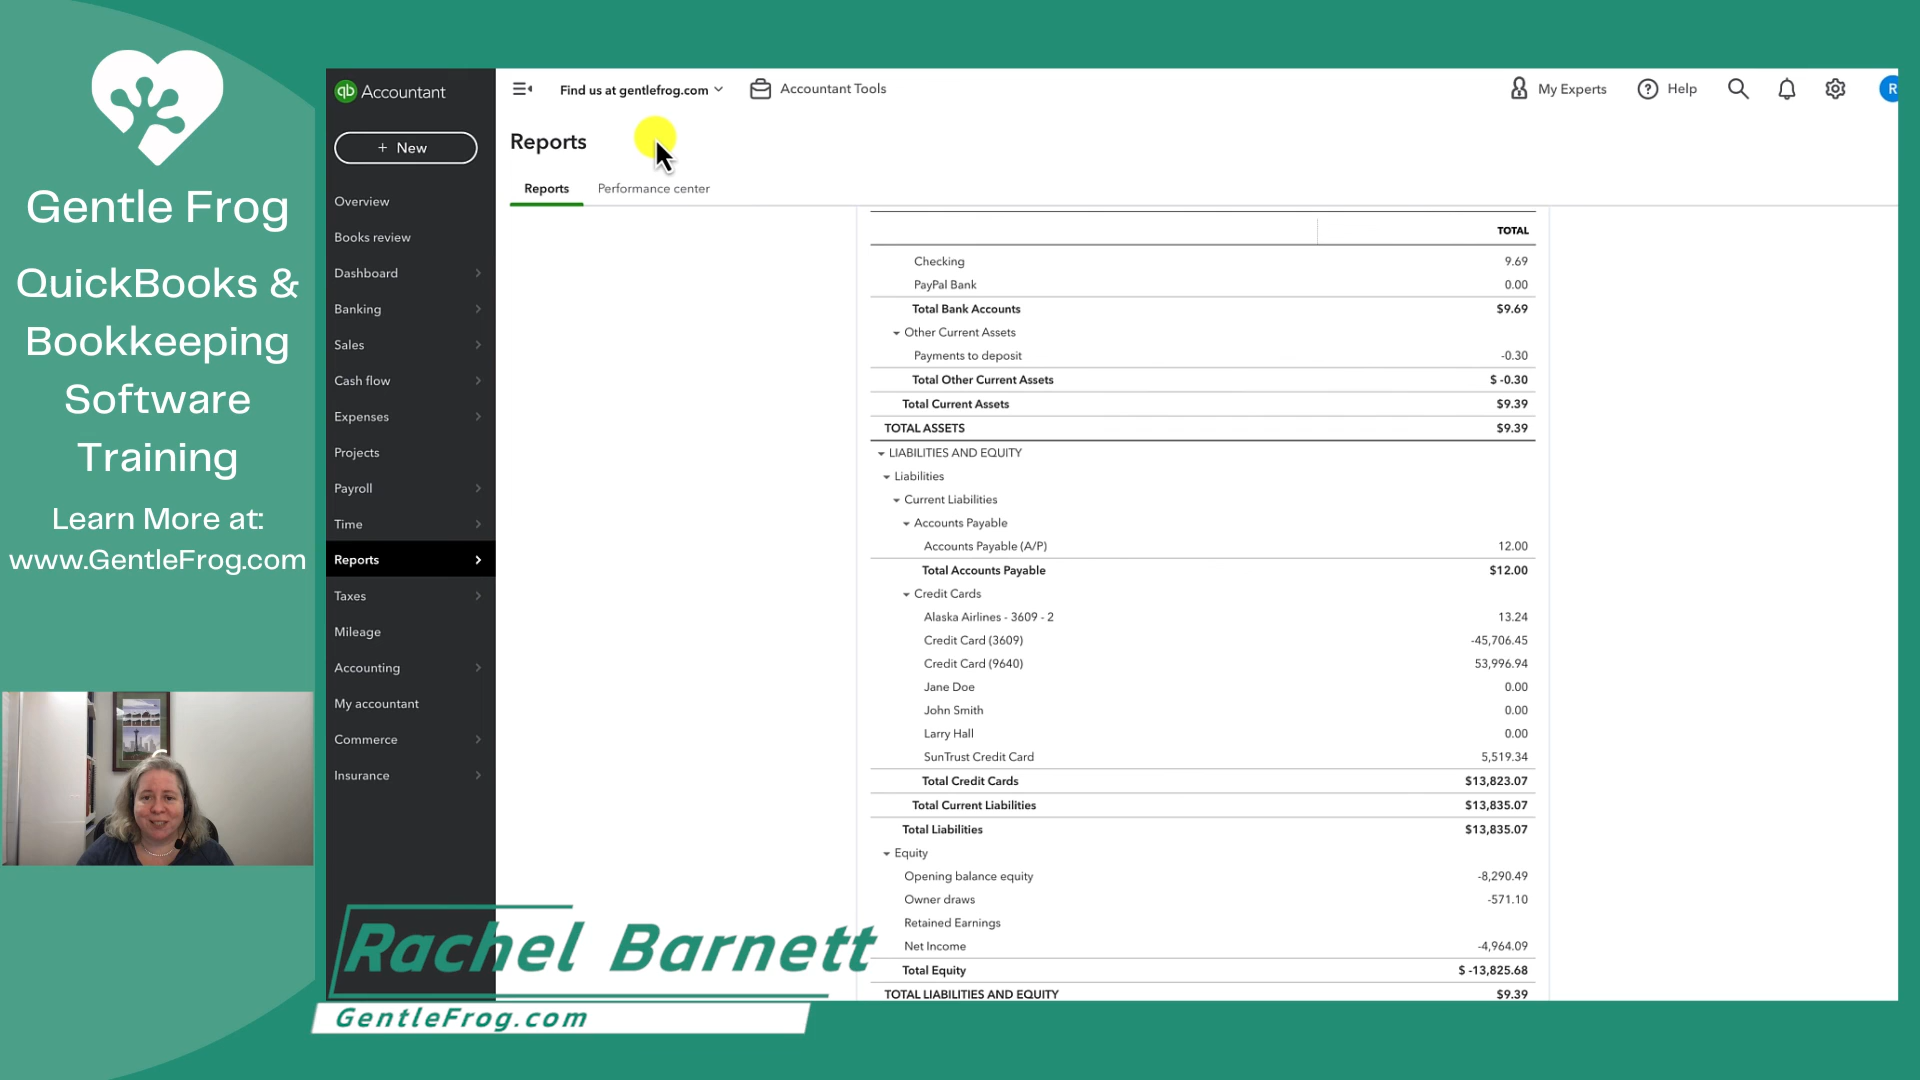 Gentle Frog
QuickBooks &
Bookkeeping
Software
Training
Learn More at:
www.GentleFrog.com
qb Accountant
+ New
Overview
Books review
Dashboard
Banking
Sales
Cash flow
Expenses
Projects
Payroll
Time
Reports
Taxes
Mileage
Accounting
My accountant
Commerce
Insurance
Find us at gentlefrog.com
Accountant Tools
My Experts
Help
R
Reports
Reports Performance center
TOTAL
Checking 9.69
PayPal Bank 0.00
Total Bank Accounts $9.69
Other Current Assets
Payments to deposit -0.30
Total Other Current Assets $ -0.30
Total Current Assets $9.39
TOTAL ASSETS $9.39
LIABILITIES AND EQUITY
Liabilities
Current Liabilities
Accounts Payable
Accounts Payable (A/P) 12.00
Total Accounts Payable $12.00
Credit Cards
Alaska Airlines - 3609 - 2 13.24
Credit Card (3609) -45,706.45
Credit Card (9640) 53,996.94
Jane Doe 0.00
John Smith 0.00
Larry Hall 0.00
SunTrust Credit Card 5,519.34
Total Credit Cards $13,823.07
Total Current Liabilities $13,835.07
Total Liabilities $13,835.07
Equity
Opening balance equity -8,290.49
Owner draws -571.10
Retained Earnings
Net Income -4,964.09
Total Equity $ -13,825.68
TOTAL LIABILITIES AND EQUITY $9.39
Rachel Barnett
GentleFrog.com